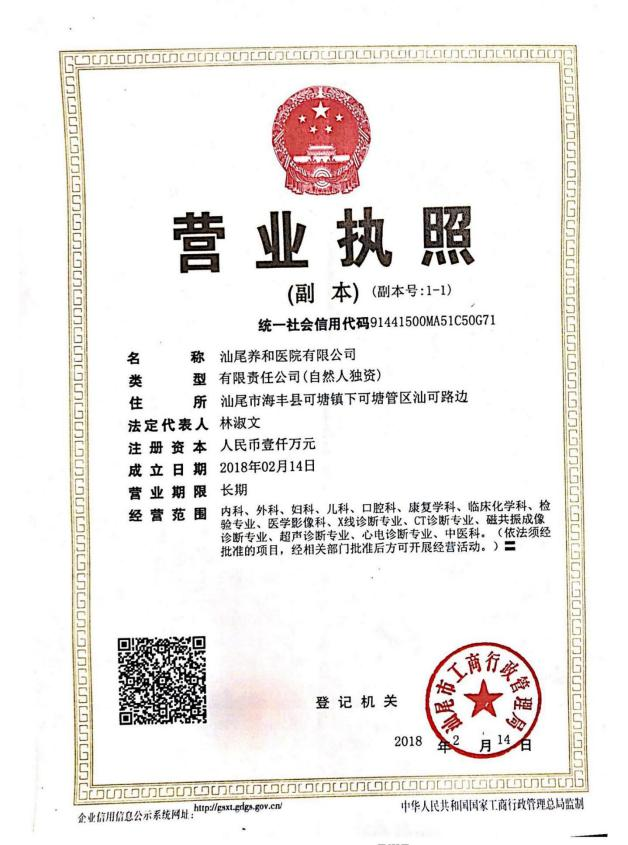 营业执照
(副 本) (副本号:1-1)
统一社会信用代码91441500MA51C50G71
名 称 汕尾养和医院有限公司
类 型 有限责任公司(自然人独资)
住 所 汕尾市海丰县可塘镇下可塘管区汕可路边
法定代表人 林淑文
注册资本 人民币壹仟万元
成立日期 2018年02月14日
营业期限 长期
经营范围 内科、外科、妇科、儿科、口腔科、康复学科、临床化学科、检
验专业、医学影像科、X线诊断专业、CT诊断专业、磁共振成像
诊断专业、超声诊断专业、心电诊断专业、中医科。（依法须经
批准的项目，经相关部门批准后方可开展经营活动。）〓
登记机关
汕尾市工商行政管理局
2018 年2 月14日
企业信用信息公示系统网址: http://gsxt.gdgs.gov.cn/
中华人民共和国国家工商行政管理总局监制